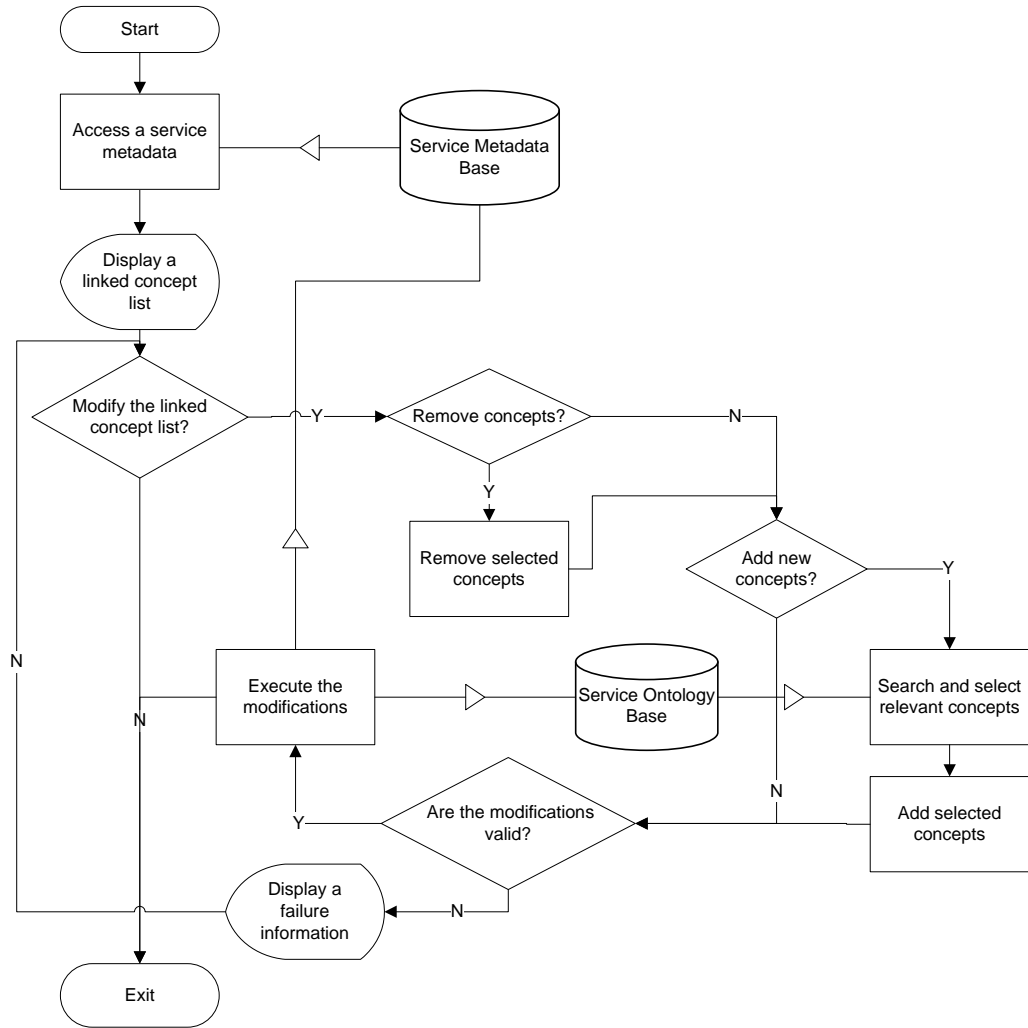 Start
Access a service
metadata
Service Metadata
Base
Display a
linked concept
list
Modify the linked
concept list?
Y
Remove concepts?
N
Y
Remove selected
concepts
Add new
concepts?
Y
N
Execute the
modifications
Service Ontology
Base
Search and select
relevant concepts
N
N
Are the modifications
valid?
Y
Add selected
concepts
Display a
failure
information
N
Exit